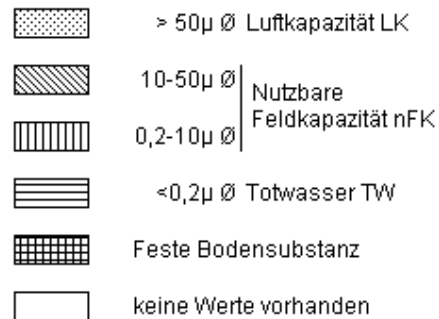 > 50µ Ø Luftkapazität LK
10-50µ Ø
Nutzbare
Feldkapazität nFK
0,2-10µ Ø
<0,2µ Ø Totwasser TW
Feste Bodensubstanz
keine Werte vorhanden